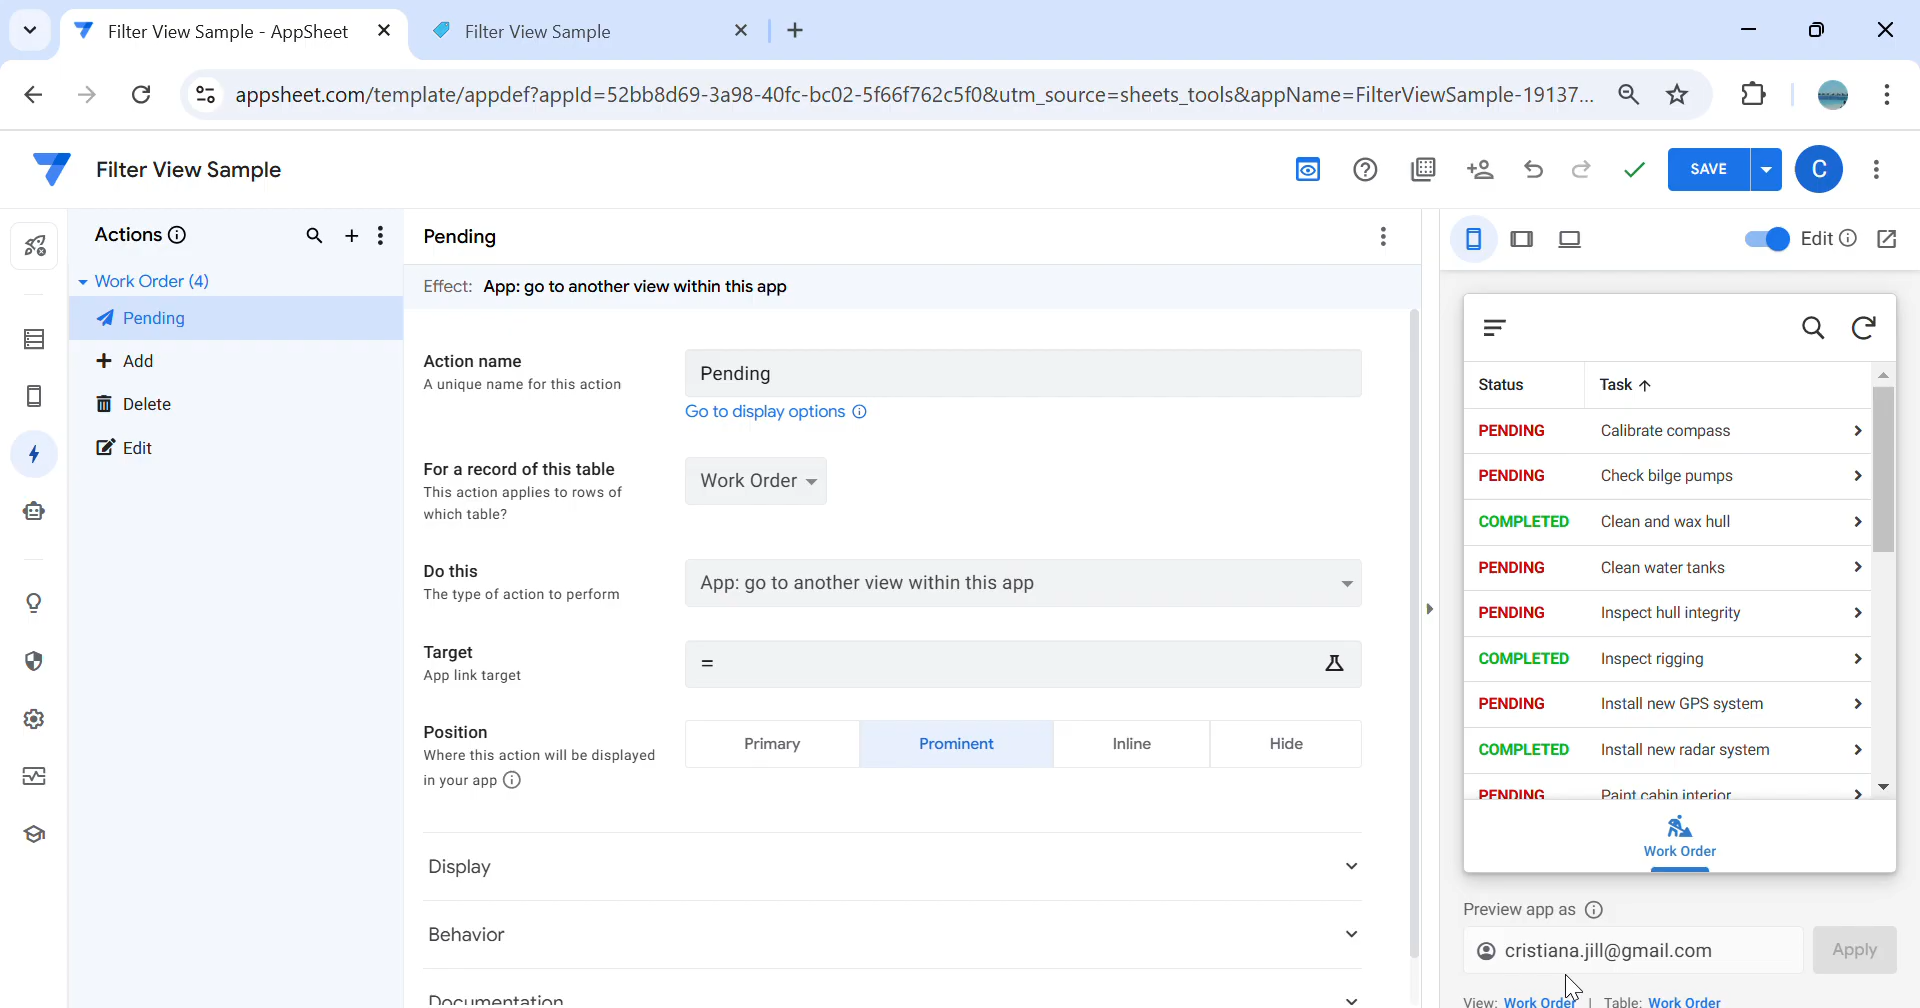 Filter View Sample - AppSheet
Filter View Sample
appsheet.com/template/appdef?appId=52bb8d69-3a98-40fc-bc02-5f66f762c5f0&utm_source=sheets_tools&appName=FilterViewSample-19137...
Filter View Sample
SAVE
C
Actions
Work Order (4)
Pending
Add
Delete
Edit
Pending
Effect: App: go to another view within this app
Action name
A unique name for this action
Pending
Go to display options
For a record of this table
This action applies to rows of
which table?
Work Order
Do this
The type of action to perform
App: go to another view within this app
Target
App link target
=
Position
Where this action will be displayed
in your app
Primary
Prominent
Inline
Hide
Display
Behavior
Documentation
Edit
Status Task
PENDING Calibrate compass
PENDING Check bilge pumps
COMPLETED Clean and wax hull
PENDING Clean water tanks
PENDING Inspect hull integrity
COMPLETED Inspect rigging
PENDING Install new GPS system
COMPLETED Install new radar system
PENDING Paint cabin interior
Work Order
Preview app as
cristiana.jill@gmail.com
Apply
View: Work Order | Table: Work Order